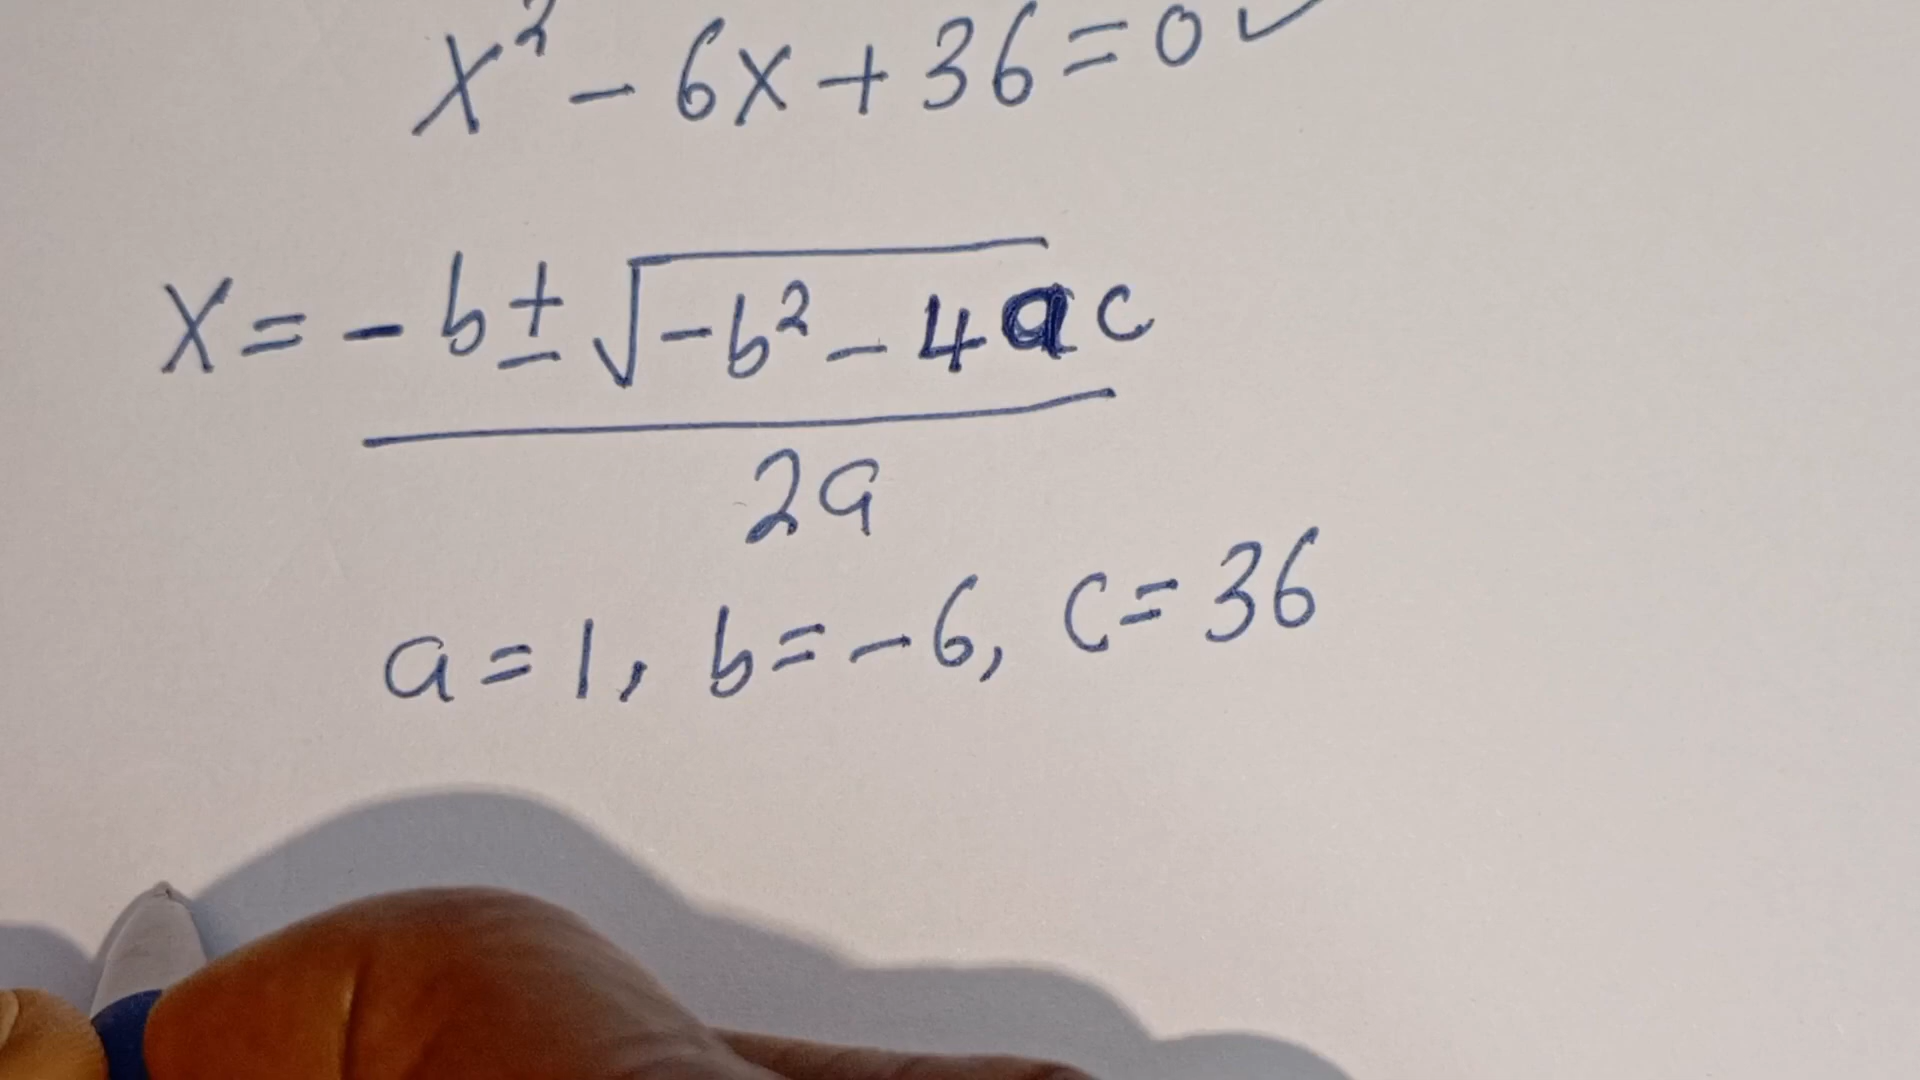 x² - 6x + 36 = 0 ✓
x = -b ± √-b² - 4ac
2a
a = 1, b = -6, c = 36